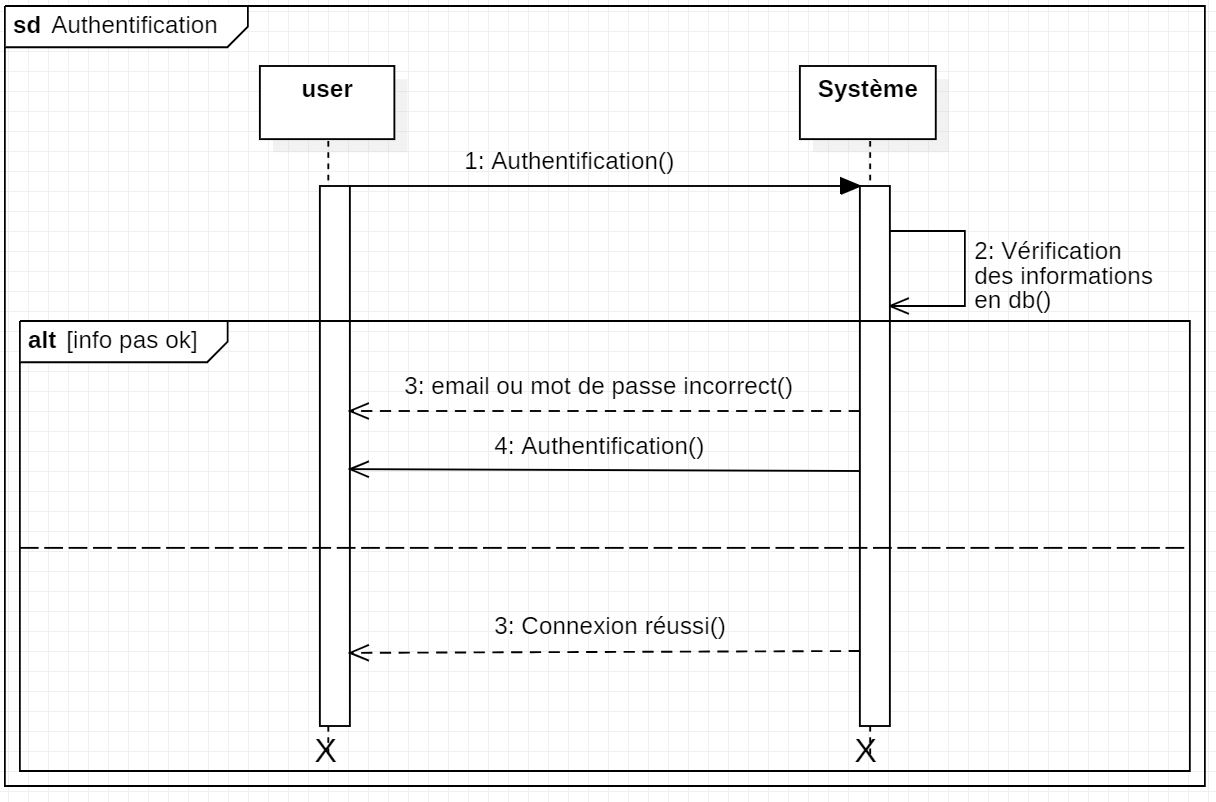 sd Authentification
user
Système
1: Authentification()
2: Vérification
des informations
en db()
alt [info pas ok]
3: email ou mot de passe incorrect()
4: Authentification()
3: Connexion réussi()
X
X